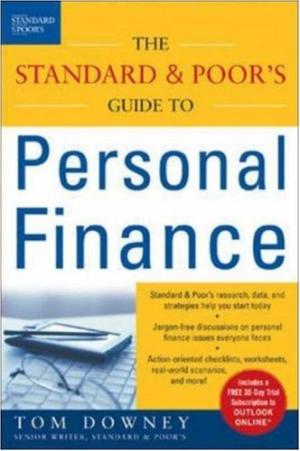 STANDARD
& POOR'S
THE
STANDARD & POOR'S
GUIDE TO
Personal
Finance
Standard & Poor's research, data, and
strategies help you start today
Jargon-free discussions on personal
finance issues everyone faces
Action-oriented checklists, worksheets,
real-world scenarios,
and more!
Includes a
FREE 30-Day Trial
Subscription to
OUTLOOK
ONLINE*
TOM DOWNEY
SENIOR WRITER, STANDARD & POOR'S